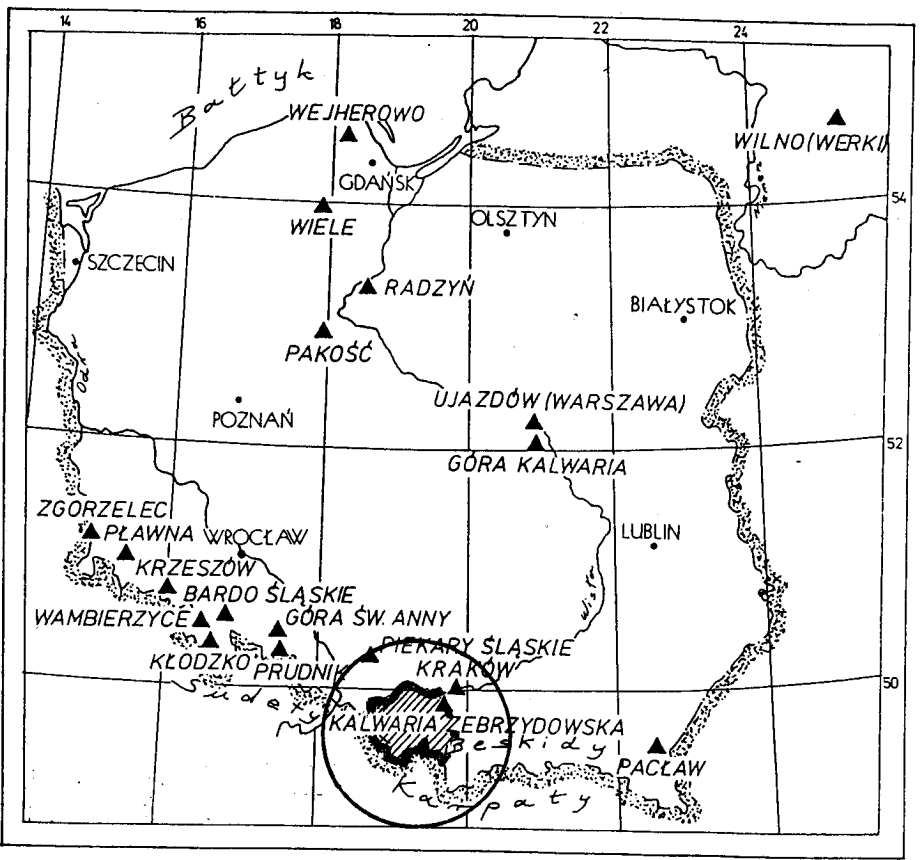 14 16 18 20 22 24
Bałtyk
WEJHEROWO
WILNO (WERKI)
GDAŃSK
54
WIELE
OLSZTYN
SZCZECIN
RADZYŃ
BIAŁYSTOK
PAKOŚĆ
Odra
UJAZDÓW (WARSZAWA)
POZNAŃ
52
GÓRA KALWARIA
ZGORZELEC
PŁAWNA
WROCŁAW
LUBLIN
KRZESZÓW
BARDO ŚLĄSKIE
Wisła
WAMBIERZYCE
GÓRA ŚW. ANNY
PIEKARY ŚLĄSKIE
KŁODZKO
PRUDNIK
KRAKÓW
50
Sudety
KALWARIA ZEBRZYDOWSKA
Beskidy
PACŁAW
Karpaty